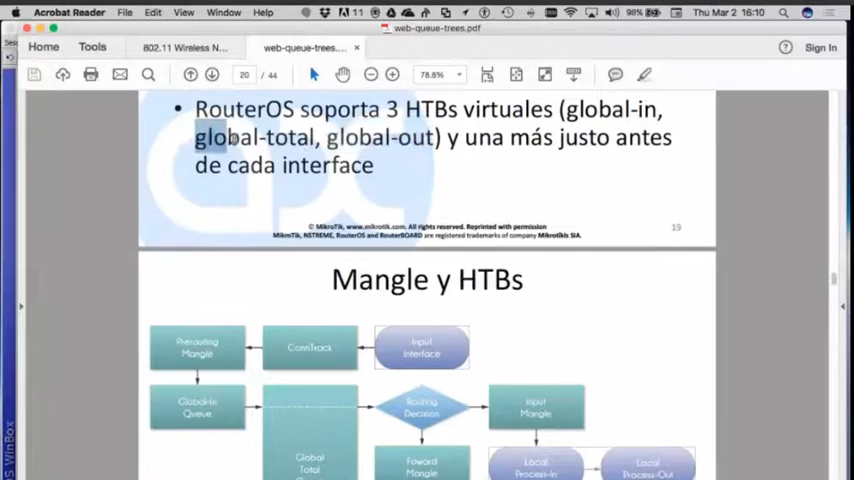 Acrobat Reader File Edit View Window Help 11 98% Thu Mar 2 16:10
web-queue-trees.pdf
Home Tools 802.11 Wireless N... web-queue-trees.... × ? Sign In
20 / 44 78.8%
• RouterOS soporta 3 HTBs virtuales (global-in,
global-total, global-out) y una más justo antes
de cada interface
© MikroTik, www.mikrotik.com. All rights reserved. Reprinted with permission
MikroTik, NSTREME, RouterOS and RouterBOARD are registered trademarks of company Mikrotikls SIA.
19
Mangle y HTBs
Prerouting
Mangle
ConnTrack
Input
Interface
Global-in
Queue
Routing
Decision
Input
Mangle
Global
Total
Foward
Mangle
Local
Process-In
Local
Process-Out
OS WinBox